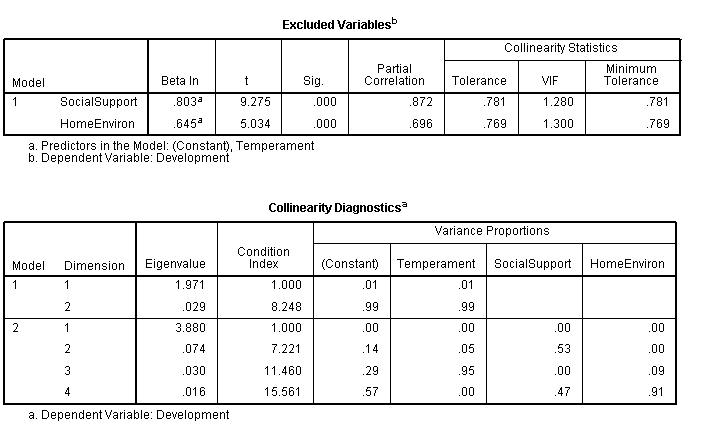 Excluded Variables^b
Collinearity Statistics
Model Beta In t Sig. Partial Correlation Tolerance VIF Minimum Tolerance
1 SocialSupport .803^a 9.275 .000 .872 .781 1.280 .781
HomeEnviron .645^a 5.034 .000 .696 .769 1.300 .769
a. Predictors in the Model: (Constant), Temperament
b. Dependent Variable: Development
Collinearity Diagnostics^a
Variance Proportions
Model Dimension Eigenvalue Condition Index (Constant) Temperament SocialSupport HomeEnviron
1 1 1.971 1.000 .01 .01
2 .029 8.248 .99 .99
2 1 3.880 1.000 .00 .00 .00 .00
2 .074 7.221 .14 .05 .53 .00
3 .030 11.460 .29 .95 .00 .09
4 .016 15.561 .57 .00 .47 .91
a. Dependent Variable: Development